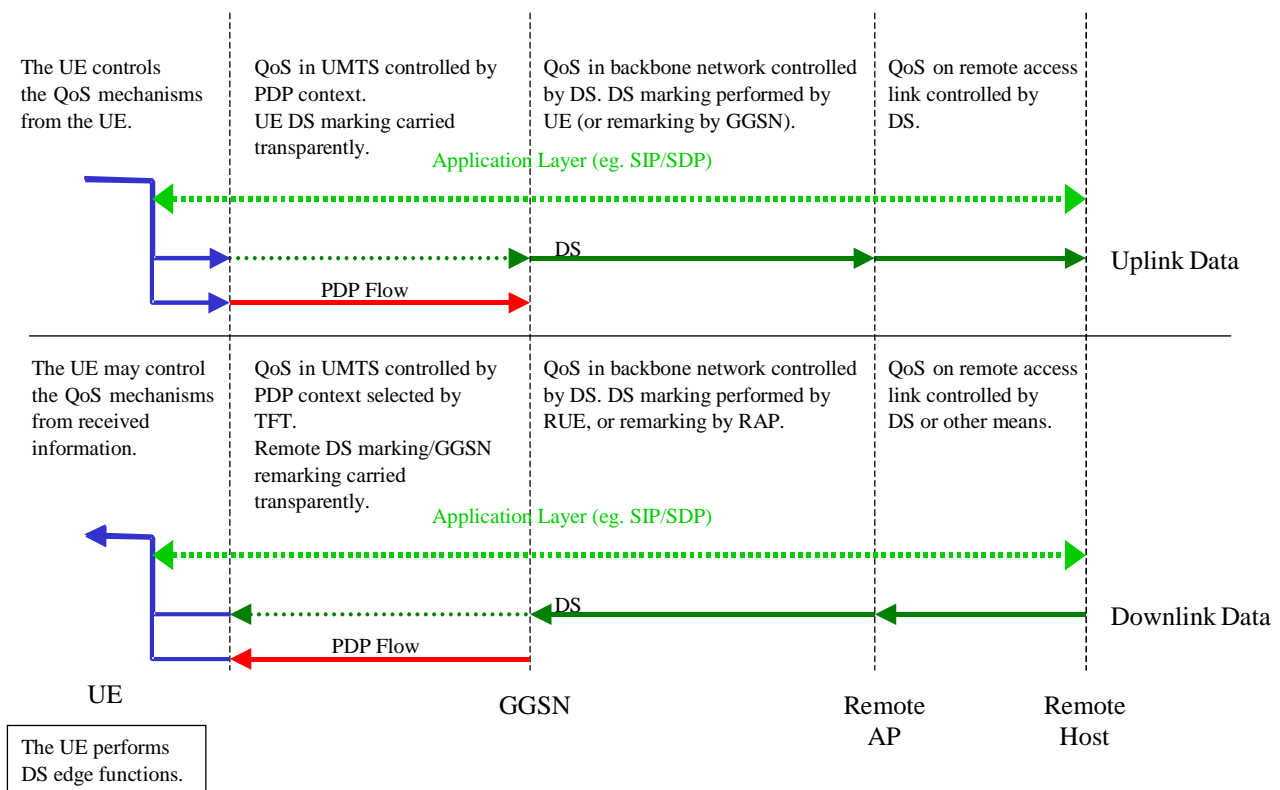 The UE controls
the QoS mechanisms
from the UE.
QoS in UMTS controlled by
PDP context.
UE DS marking carried
transparently.
QoS in backbone network controlled
by DS. DS marking performed by
UE (or remarking by GGSN).
QoS on remote access
link controlled by
DS.
Application Layer (eg. SIP/SDP)
DS
Uplink Data
PDP Flow
The UE may control
the QoS mechanisms
from received
information.
QoS in UMTS controlled by
PDP context selected by
TFT.
Remote DS marking/GGSN
remarking carried
transparently.
QoS in backbone network controlled
by DS. DS marking performed by
RUE, or remarking by RAP.
QoS on remote access
link controlled by
DS or other means.
Application Layer (eg. SIP/SDP)
DS
Downlink Data
PDP Flow
UE
GGSN
Remote
AP
Remote
Host
The UE performs
DS edge functions.